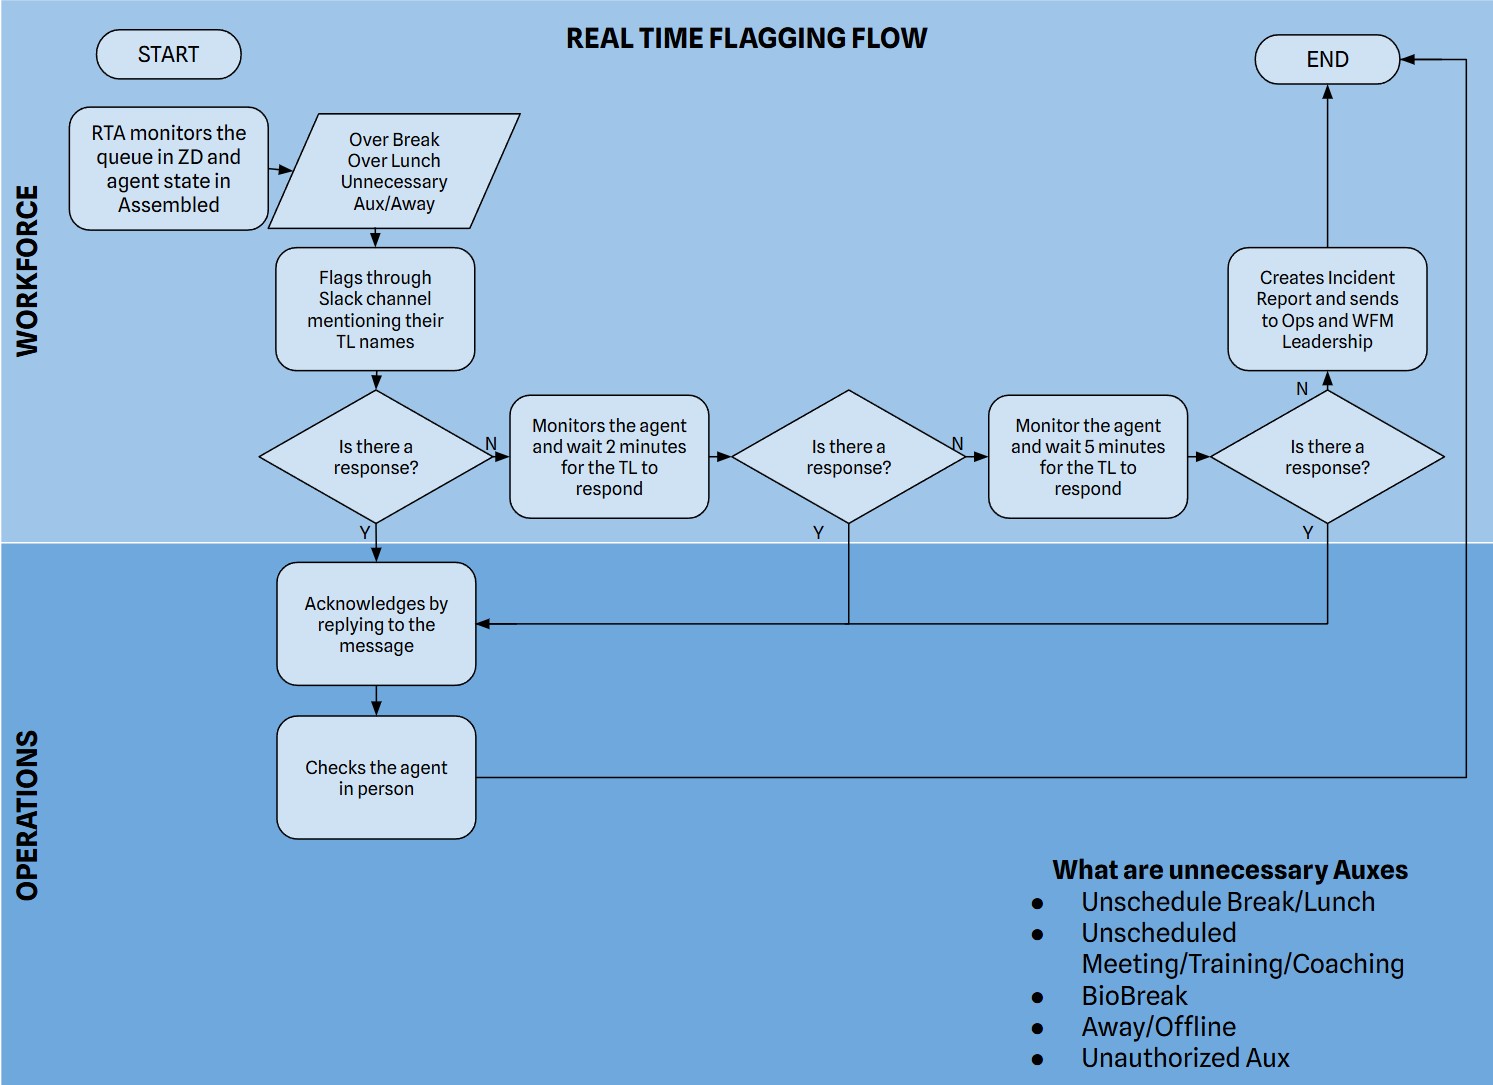 REAL TIME FLAGGING FLOW
START
END
WORKFORCE
RTA monitors the
queue in ZD and
agent state in
Assembled
Over Break
Over Lunch
Unnecessary
Aux/Away
Flags through
Slack channel
mentioning their
TL names
Creates Incident
Report and sends
to Ops and WFM
Leadership
Is there a
response?
N
Monitors the agent
and wait 2 minutes
for the TL to
respond
Is there a
response?
N
Monitor the agent
and wait 5 minutes
for the TL to
respond
Is there a
response?
N
Y
Y
Y
OPERATIONS
Acknowledges by
replying to the
message
Checks the agent
in person
What are unnecessary Auxes
● Unschedule Break/Lunch
● Unscheduled
Meeting/Training/Coaching
● BioBreak
● Away/Offline
● Unauthorized Aux